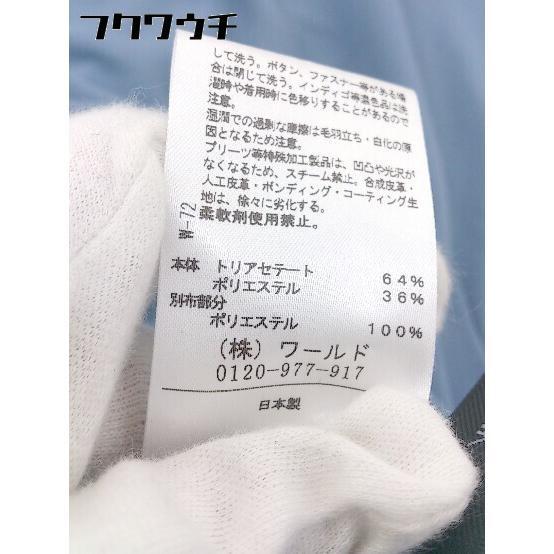 フクワウチ
して洗う。ボタン、ファスナー等がある場
合は閉じて洗う。インディゴ等濃色品は洗
濯時や着用時に色移りすることがあるので
注意。
湿潤での過剰な摩擦は毛羽立ち・白化の原
因となるため注意。
プリーツ等特殊加工製品は、凹凸や光沢が
なくなるため、スチーム禁止。合成皮革・
人工皮革・ボンディング・コーティング生
地は、徐々に劣化する。
柔軟剤使用禁止。
W-72
本体 トリアセテート 64%
ポリエステル 36%
別布部分
ポリエステル 100%
(株)ワールド
0120-977-917
日本製